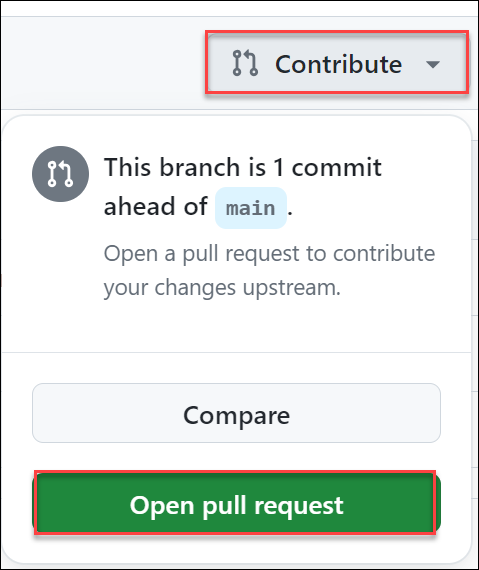 Contribute
This branch is 1 commit
ahead of main.
Open a pull request to contribute
your changes upstream.
Compare
Open pull request